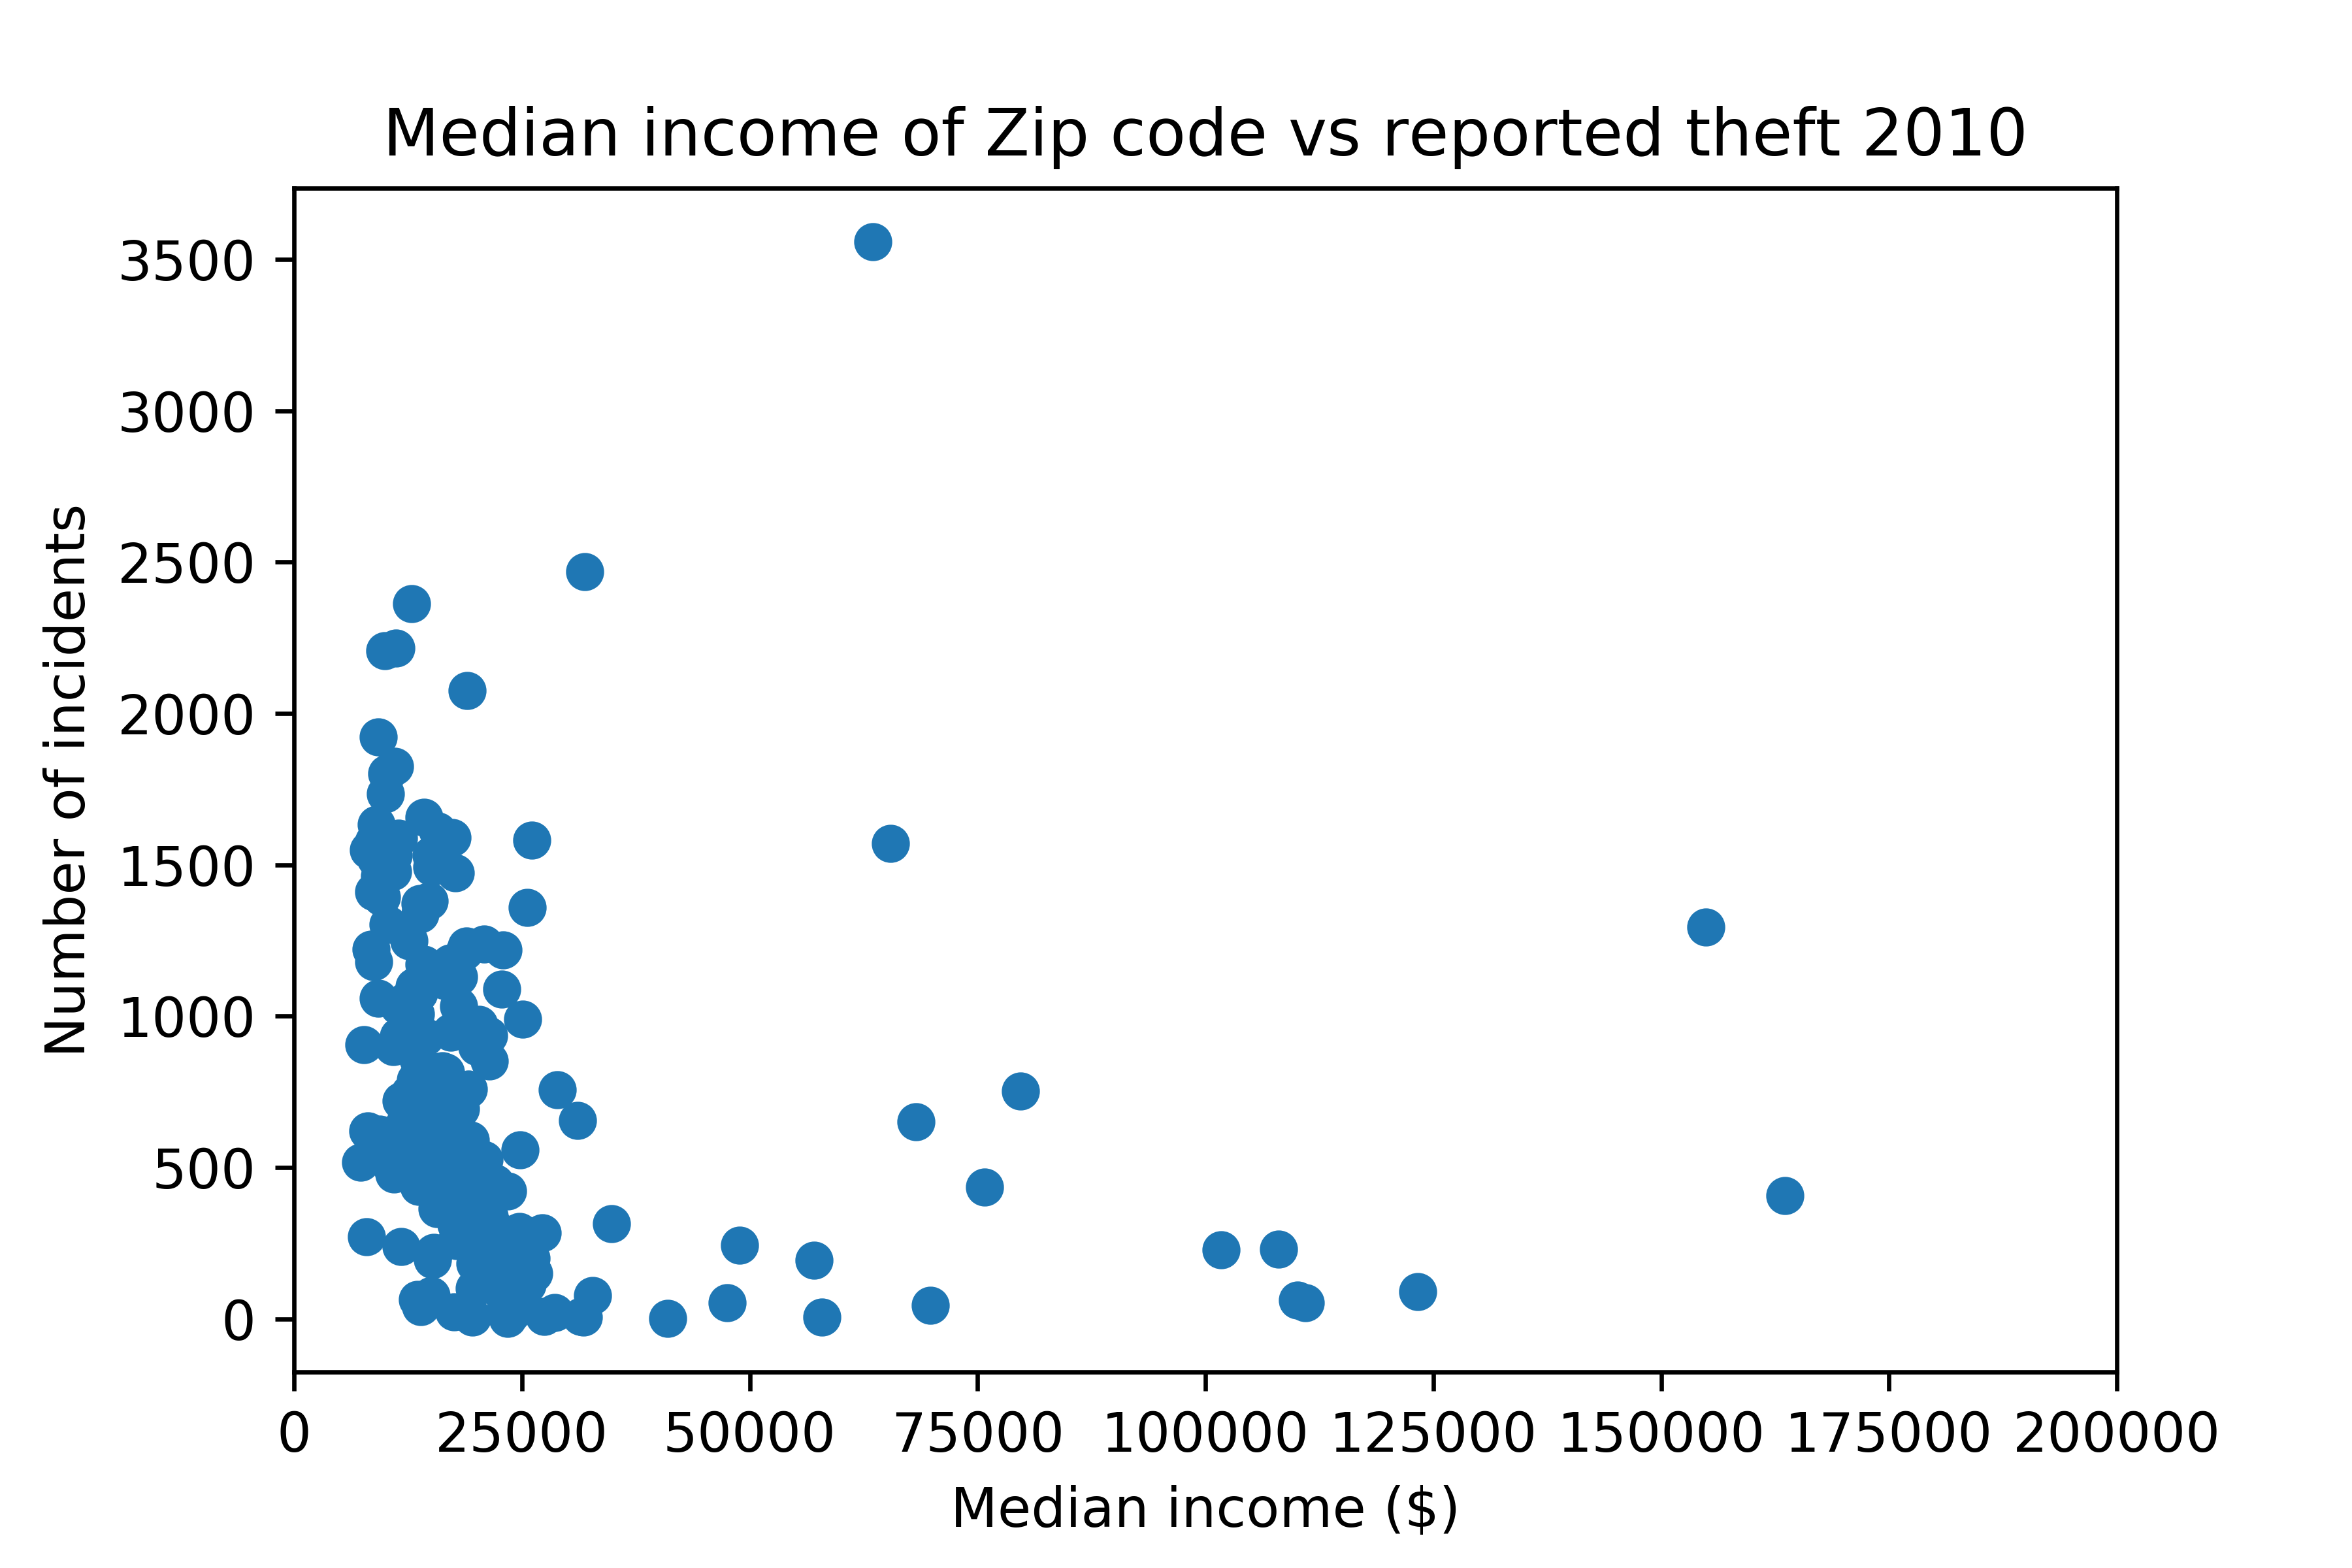 Median income of Zip code vs reported theft 2010
3500
3000
2500
2000
1500
1000
500
0
Number of incidents
0 25000 50000 75000 100000 125000 150000 175000 200000
Median income ($)